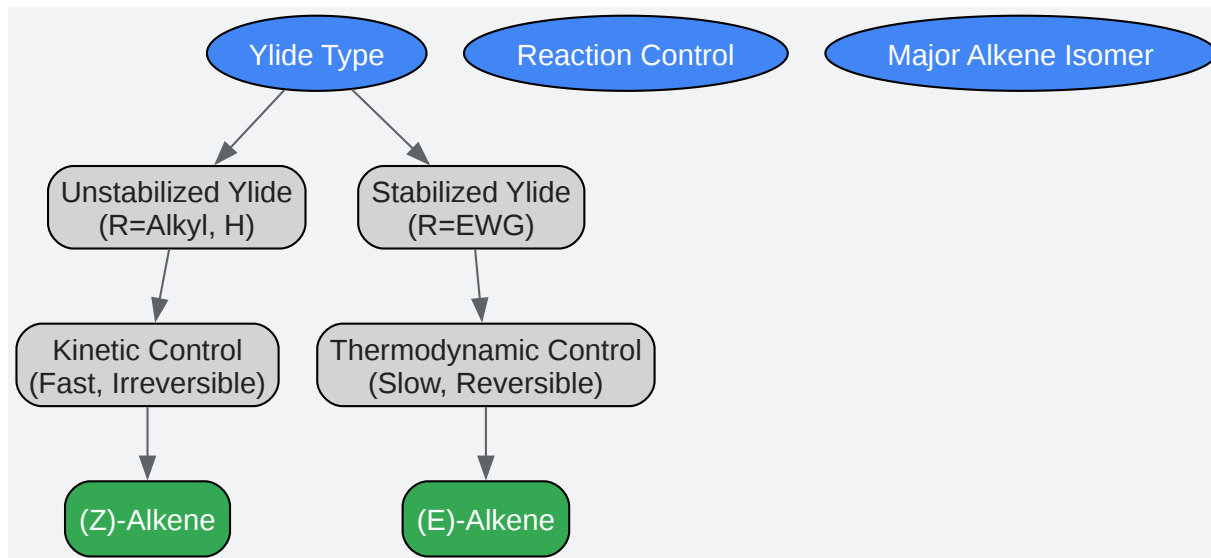 Ylide Type
Reaction Control
Major Alkene Isomer
Unstabilized Ylide
(R=Alkyl, H)
Stabilized Ylide
(R=EWG)
Kinetic Control
(Fast, Irreversible)
Thermodynamic Control
(Slow, Reversible)
(Z)-Alkene
(E)-Alkene